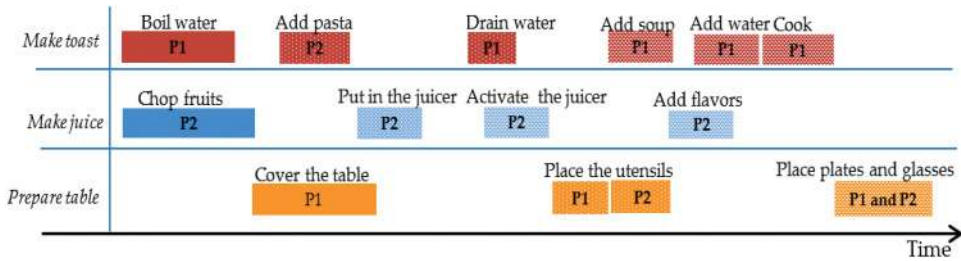 Boil water Add pasta Drain water Add soup Add water Cook
Make toast P1 P2 P1 P1 P1 P1
Chop fruits Put in the juicer Activate the juicer Add flavors
Make juice P2 P2 P2 P2
Cover the table Place the utensils Place plates and glasses
Prepare table P1 P1 P2 P1 and P2
Time